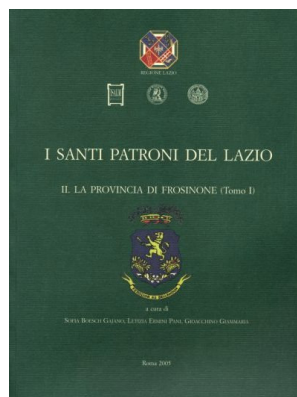 REGIONE LAZIO
I SANTI PATRONI DEL LAZIO
II. LA PROVINCIA DI FROSINONE (Tomo I)
a cura di
SOFIA BOESCH GAJANO, LETIZIA ERMINI PANI, GIOACCHINO GIAMMARIA
Roma 2005